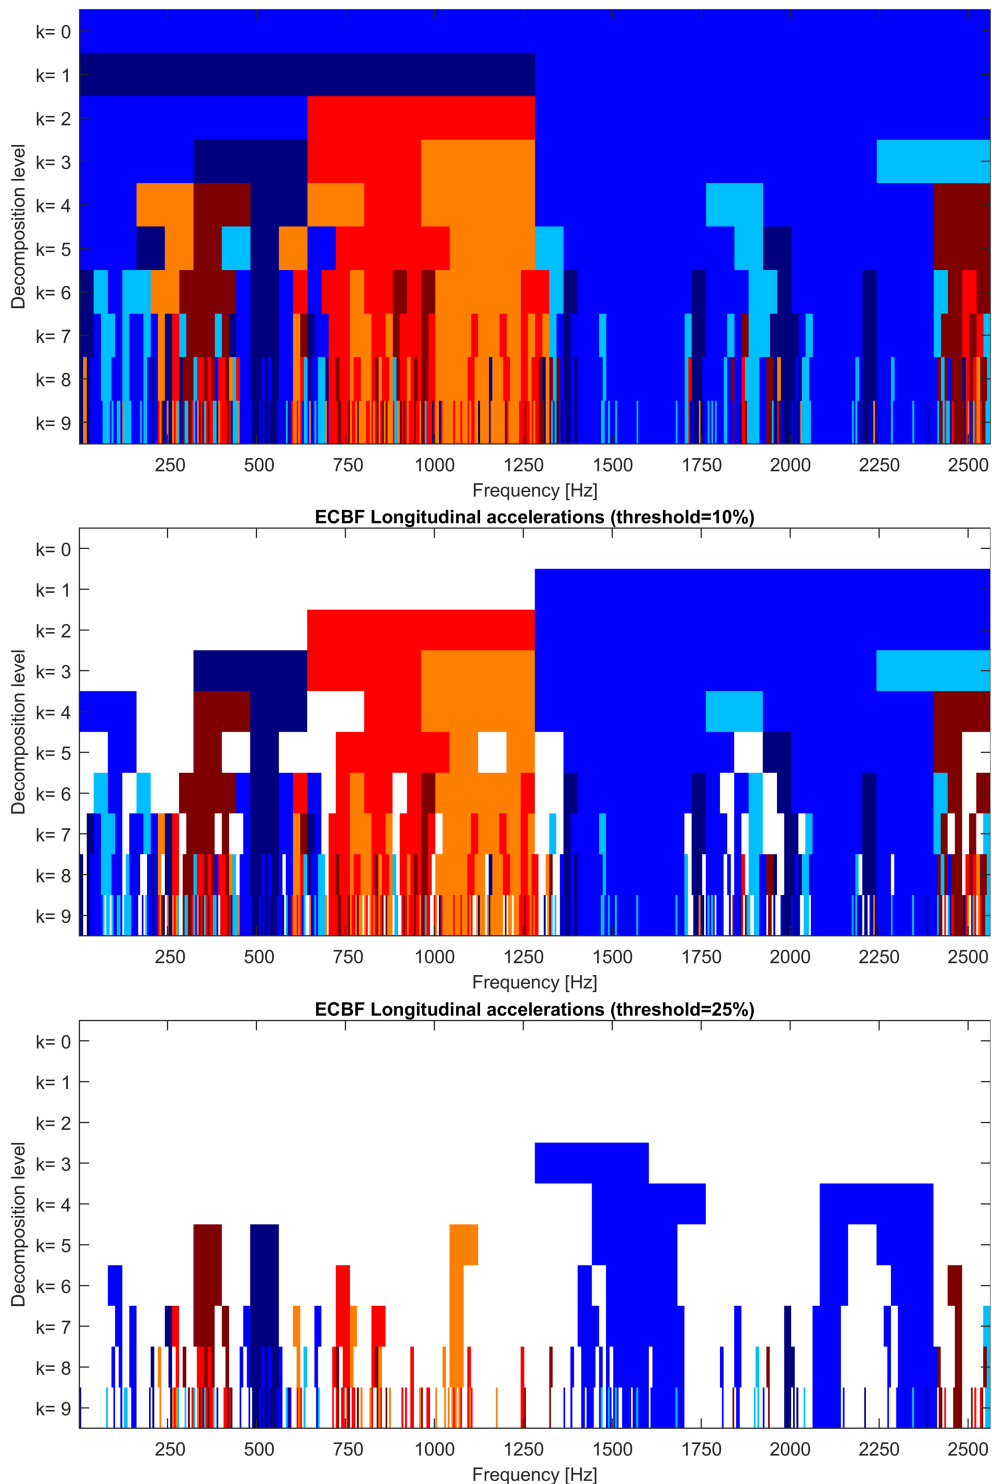 k= 0
k= 1
k= 2
k= 3
k= 4
k= 5
k= 6
k= 7
k= 8
k= 9
Decomposition level
250 500 750 1000 1250 1500 1750 2000 2250 2500
Frequency [Hz]
ECBF Longitudinal accelerations (threshold=10%)
k= 0
k= 1
k= 2
k= 3
k= 4
k= 5
k= 6
k= 7
k= 8
k= 9
Decomposition level
250 500 750 1000 1250 1500 1750 2000 2250 2500
Frequency [Hz]
ECBF Longitudinal accelerations (threshold=25%)
k= 0
k= 1
k= 2
k= 3
k= 4
k= 5
k= 6
k= 7
k= 8
k= 9
Decomposition level
250 500 750 1000 1250 1500 1750 2000 2250 2500
Frequency [Hz]